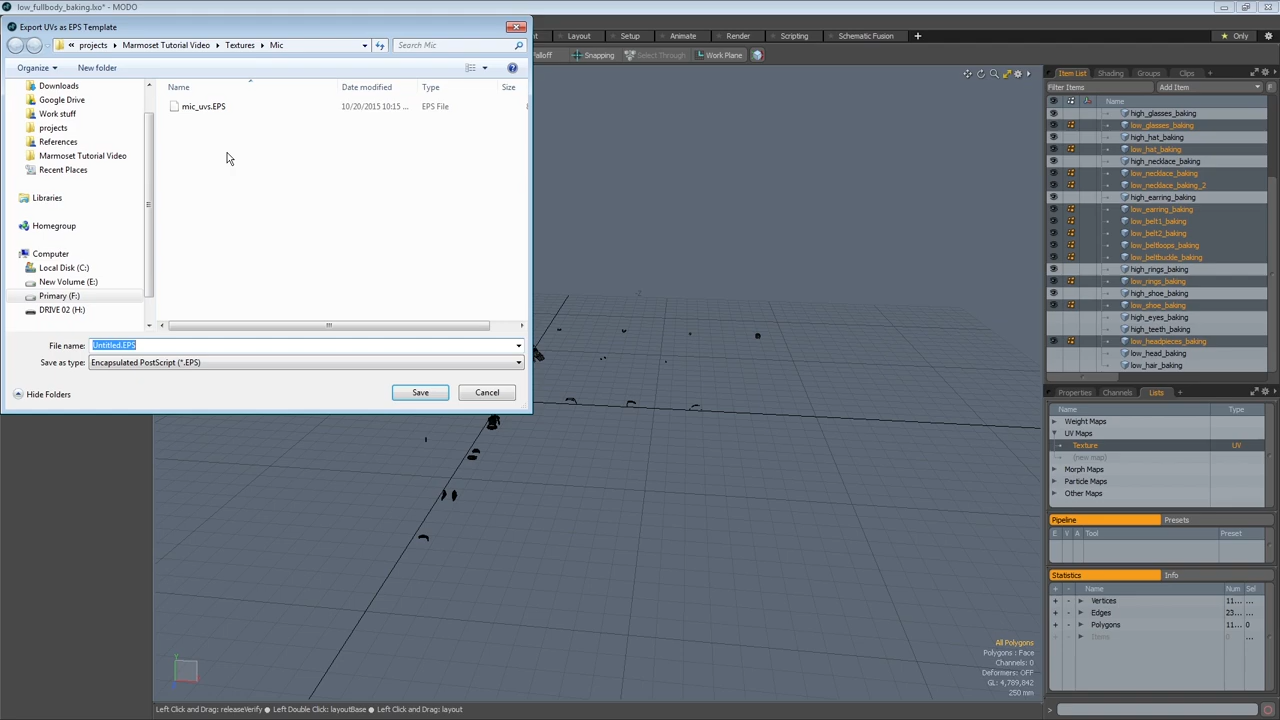 low_fullbody_baking.lxo* - MODO
Export UVs as EPS Template
projects ▸ Marmoset Tutorial Video ▸ Textures ▸ Mic
Search Mic
Layout Setup Animate Render Scripting Schematic Fusion + Only
Falloff Snapping Select Through Work Plane
Organize New folder
Name Date modified Type Size
mic_uvs.EPS 10/20/2015 10:15 ... EPS File
Downloads
Google Drive
Work stuff
projects
References
Marmoset Tutorial Video
Recent Places
Libraries
Homegroup
Computer
Local Disk (C:)
New Volume (E:)
Primary (F:)
DRIVE 02 (H:)
File name: Untitled.EPS
Save as type: Encapsulated PostScript (*.EPS)
Hide Folders
Save Cancel
Item List Shading Groups Clips
Filter Items Add Item F
Name
high_glasses_baking
low_glasses_baking
high_hat_baking
low_hat_baking
high_necklace_baking
low_necklace_baking
low_necklace_baking_2
high_earring_baking
low_earring_baking
low_belt1_baking
low_belt2_baking
low_beltloops_baking
low_beltbuckle_baking
high_rings_baking
low_rings_baking
high_shoe_baking
low_shoe_baking
high_eyes_baking
high_teeth_baking
low_headpieces_baking
low_head_baking
low_hair_baking
Properties Channels Lists +
Name Type
Weight Maps
UV Maps
Texture UV
(new map)
Morph Maps
Particle Maps
Other Maps
Pipeline Presets
E V A Tool Preset
Statistics Info
Name Num Sel
Vertices 11... ...
Edges 23... ...
Polygons 11... 0
Items 0 ...
All Polygons
Polygons : Face
Channels: 0
Deformers: OFF
GL: 4,789,842
250 mm
Left Click and Drag: releaseVerify ● Left Double Click: layoutBase ● Left Click and Drag: layout